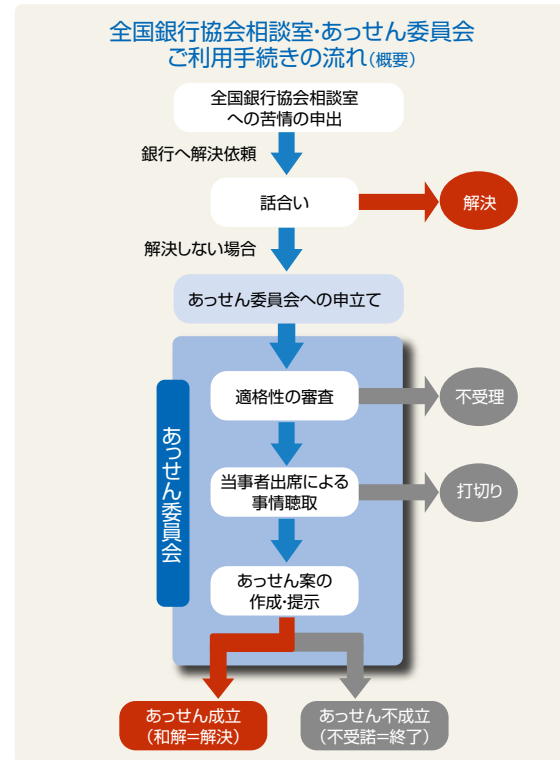 全国銀行協会相談室・あっせん委員会
ご利用手続きの流れ(概要)
全国銀行協会相談室
への苦情の申出
銀行へ解決依頼
話合い
解決
解決しない場合
あっせん委員会への申立て
あっせん委員会
適格性の審査
不受理
当事者出席による
事情聴取
打切り
あっせん案の
作成・提示
あっせん成立
(和解=解決)
あっせん不成立
(不受諾=終了)